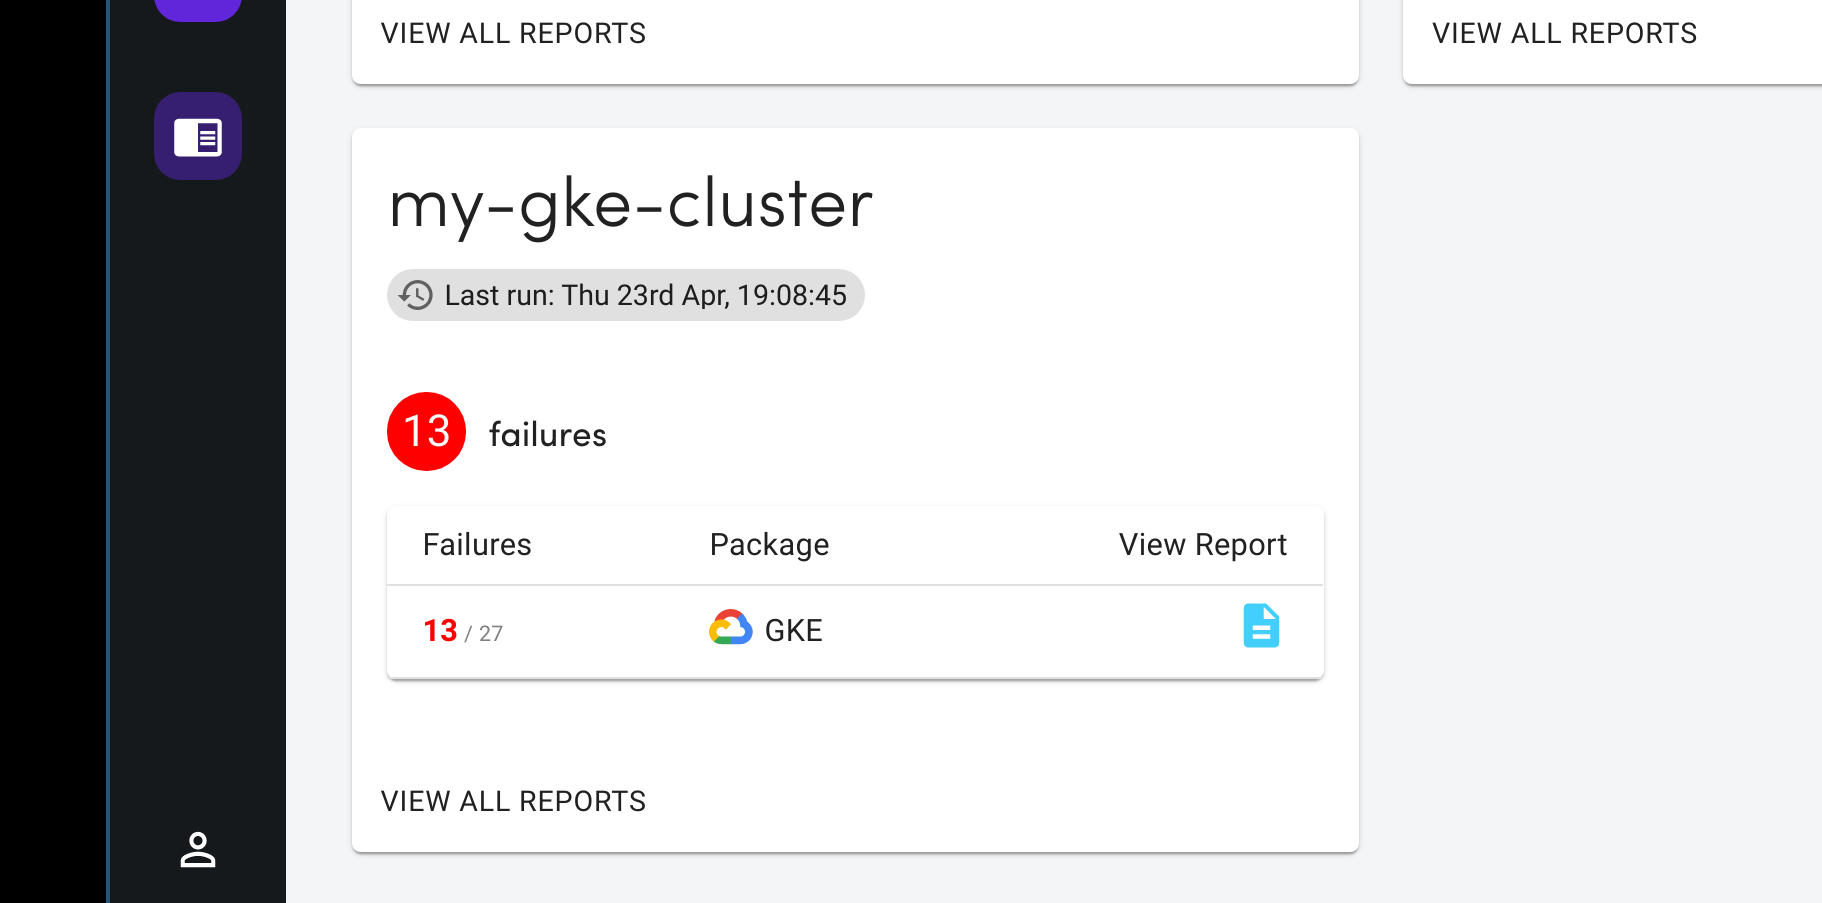 VIEW ALL REPORTS
VIEW ALL REPORTS
my-gke-cluster
Last run: Thu 23rd Apr, 19:08:45
13 failures
Failures Package View Report
13 / 27 GKE
VIEW ALL REPORTS